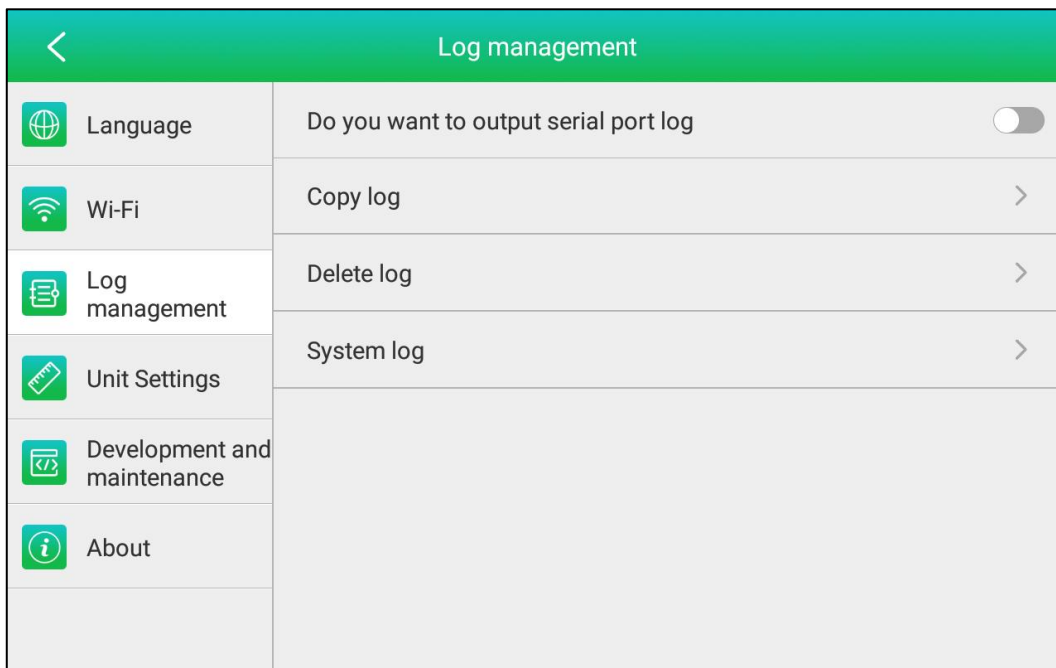 Log management
Language
Wi-Fi
Log
management
Unit Settings
Development and
maintenance
About
Do you want to output serial port log
Copy log
Delete log
System log